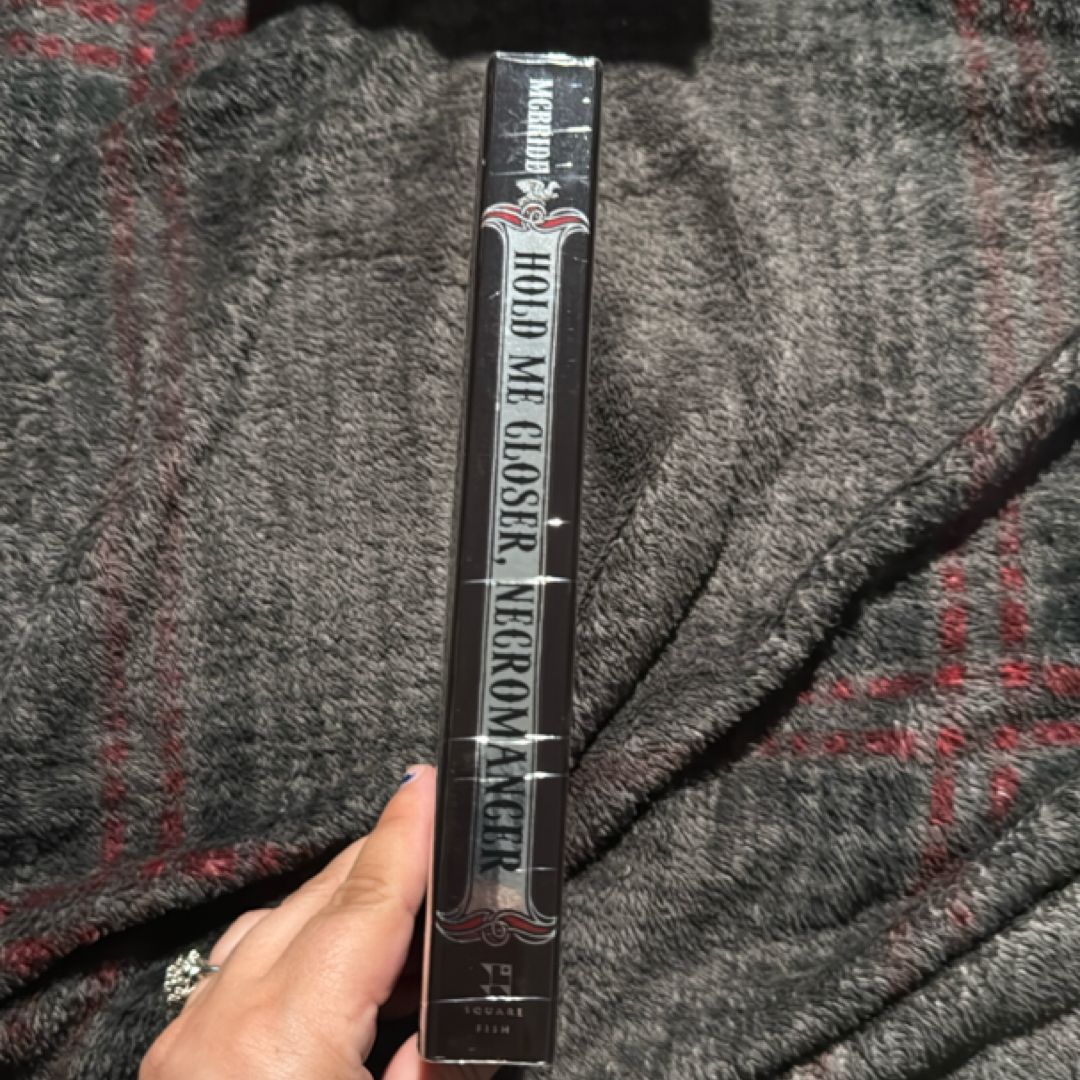 MCBRIDE
HOLD ME CLOSER, NECROMANCER
SQUARE
FISH